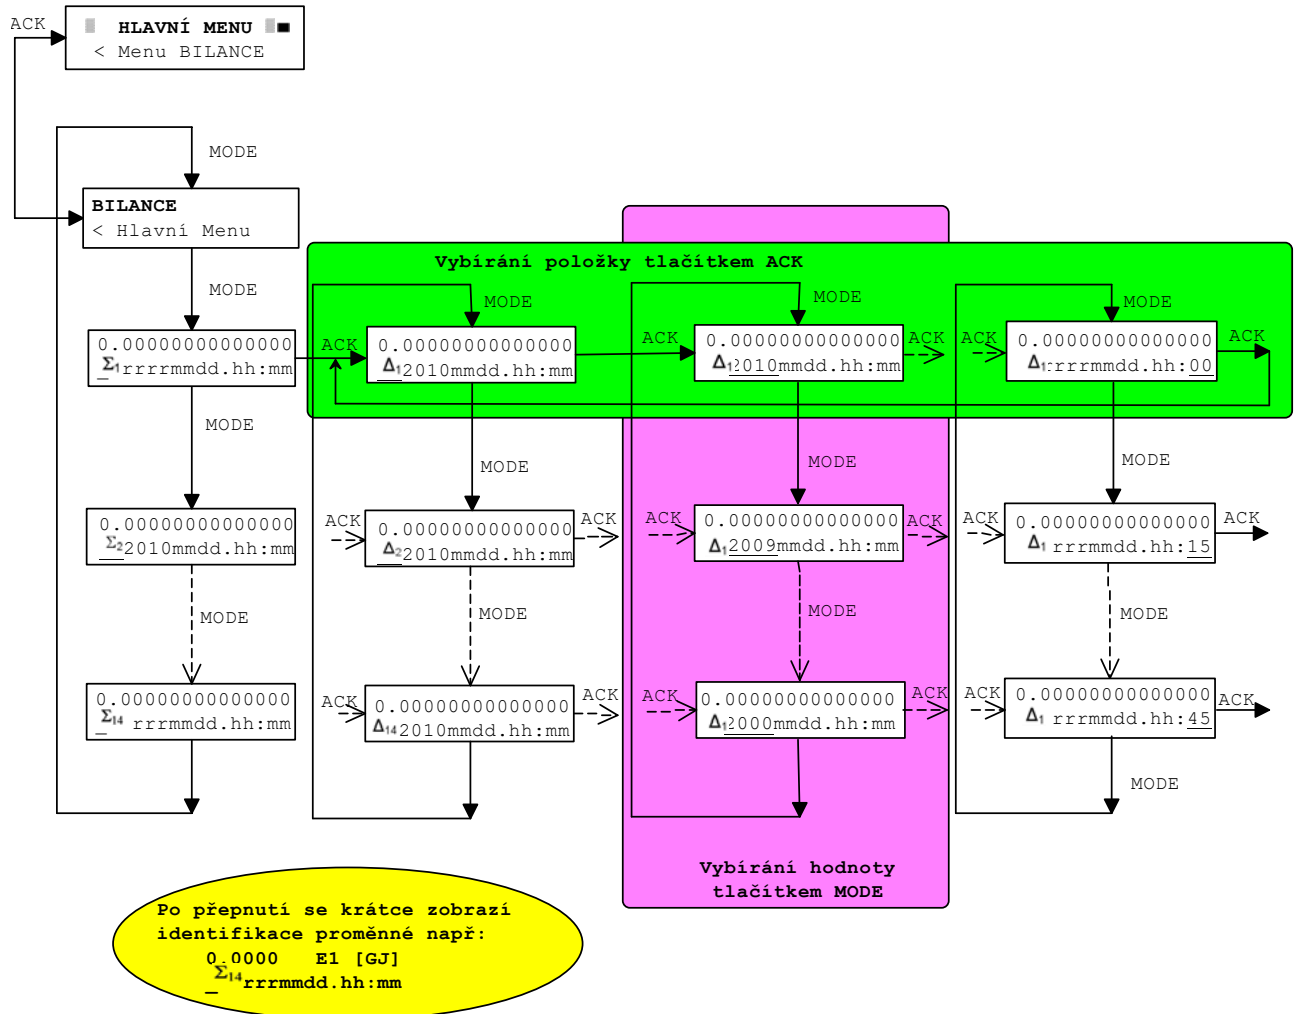 ACK
HLAVNÍ MENU
< Menu BILANCE
MODE
BILANCE
< Hlavní Menu
Vybírání položky tlačítkem ACK
MODE MODE MODE MODE
0.00000000000000 ACK 0.00000000000000 ACK 0.00000000000000 ACK ACK 0.00000000000000 ACK
Σ1rrrrmmdd.hh:mm Δ12010mmdd.hh:mm Δ12010mmdd.hh:mm Δ1rrrmmdd.hh:00
MODE MODE MODE MODE
0.00000000000000 ACK 0.00000000000000 ACK ACK 0.00000000000000 ACK ACK 0.00000000000000 ACK
Σ22010mmdd.hh:mm Δ22010mmdd.hh:mm Δ12009mmdd.hh:mm Δ1 rrrmmdd.hh:15
MODE MODE MODE MODE
0.00000000000000 ACK 0.00000000000000 ACK ACK 0.00000000000000 ACK ACK 0.00000000000000 ACK
Σ14 rrrmmdd.hh:mm Δ142010mmdd.hh:mm Δ12000mmdd.hh:mm Δ1 rrrmmdd.hh:45
MODE
Vybírání hodnoty
tlačítkem MODE
Po přepnutí se krátce zobrazí
identifikace proměnné např:
0.0000 E1 [GJ]
Σ14rrrmmdd.hh:mm